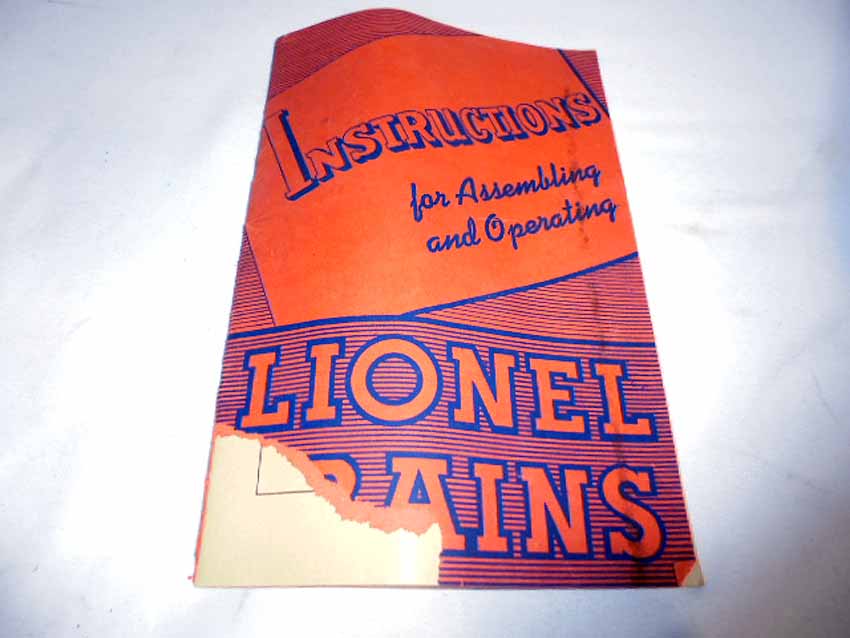 INSTRUCTIONS
for Assembling
and Operating
LIONEL
RAINS